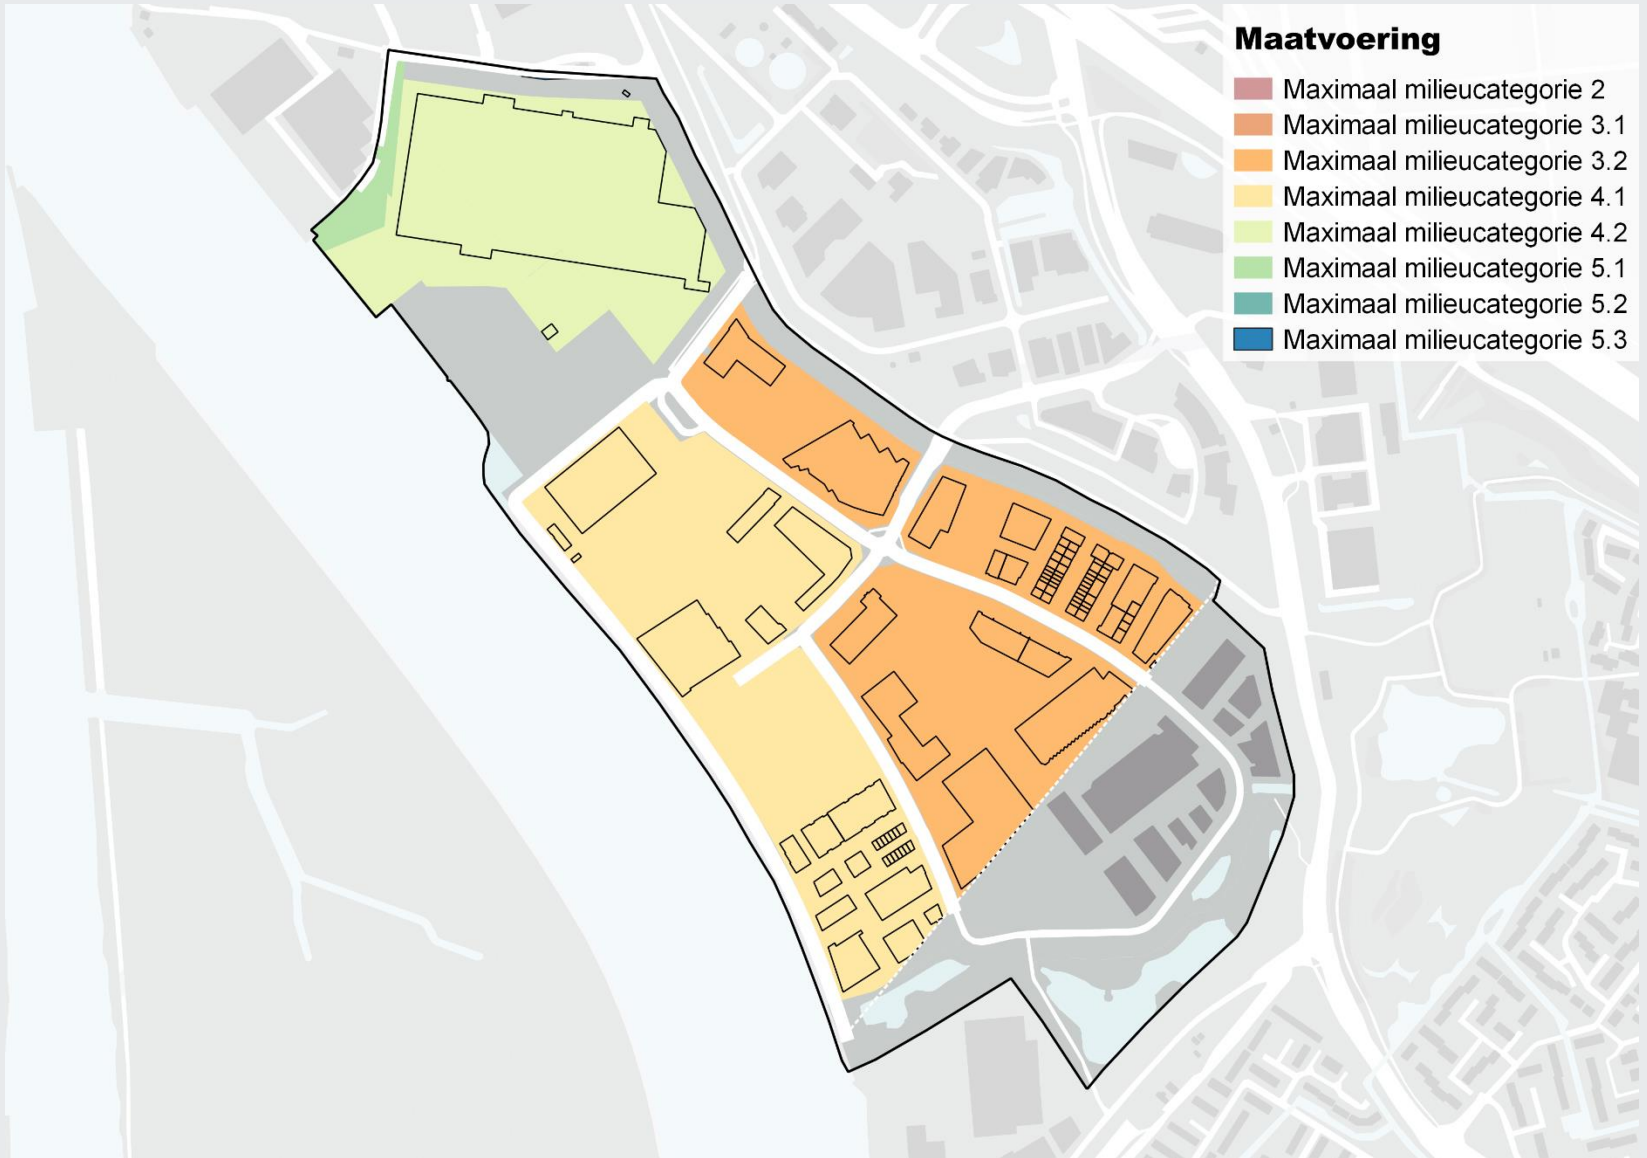 Maatvoering
Maximaal milieucategorie 2
Maximaal milieucategorie 3.1
Maximaal milieucategorie 3.2
Maximaal milieucategorie 4.1
Maximaal milieucategorie 4.2
Maximaal milieucategorie 5.1
Maximaal milieucategorie 5.2
Maximaal milieucategorie 5.3